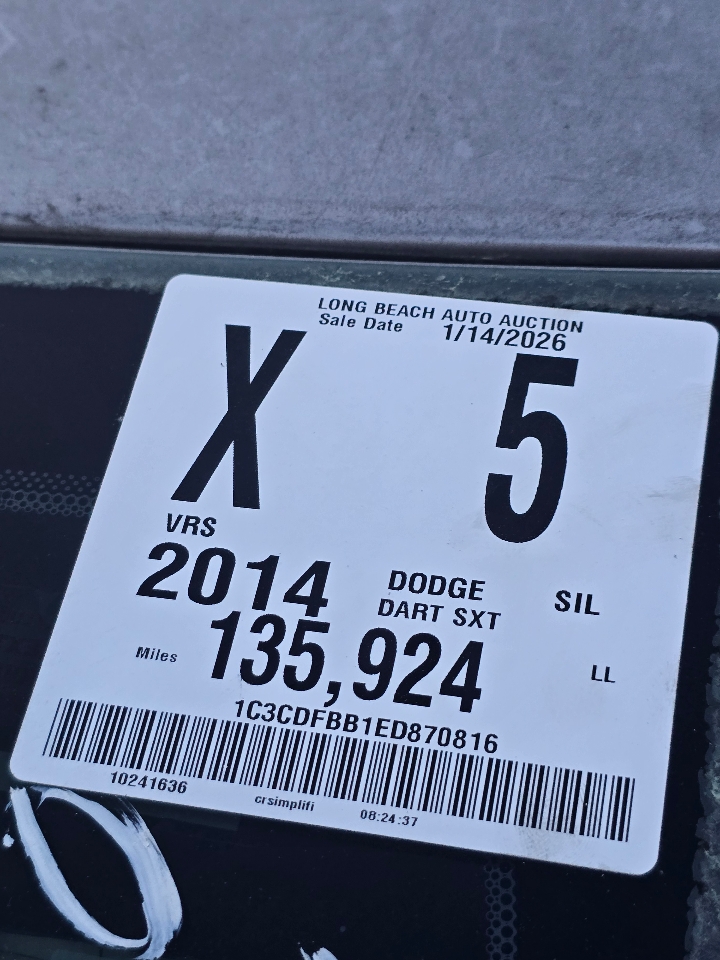 LONG BEACH AUTO AUCTION
Sale Date 1/14/2026
X 5
VRS
2014 DODGE SIL
DART SXT
Miles 135,924 LL
1C3CDFBB1ED870816
10241636 crsimplifi 08:24:37